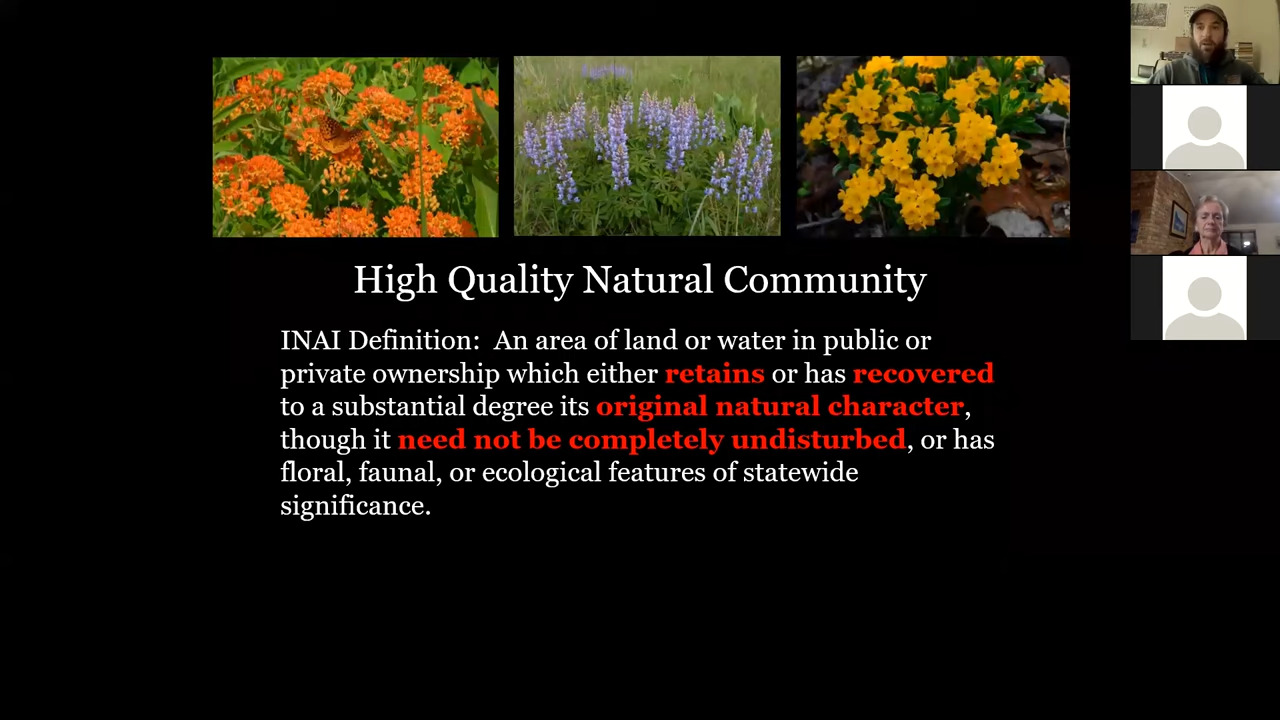 High Quality Natural Community
INAI Definition: An area of land or water in public or
private ownership which either retains or has recovered
to a substantial degree its original natural character,
though it need not be completely undisturbed, or has
floral, faunal, or ecological features of statewide
significance.